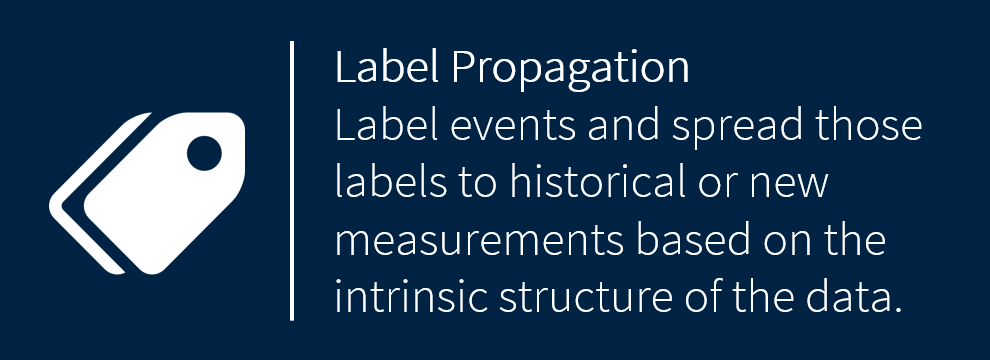 Label Propagation
Label events and spread those
labels to historical or new
measurements based on the
intrinsic structure of the data.